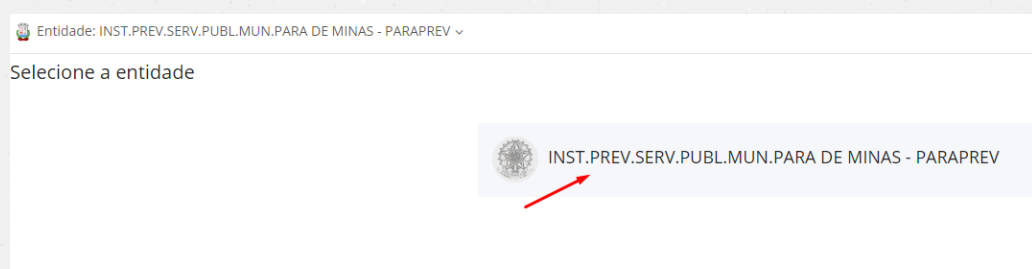 Entidade: INST.PREV.SERV.PUBL.MUN.PARA DE MINAS - PARAPREV
Selecione a entidade
INST.PREV.SERV.PUBL.MUN.PARA DE MINAS - PARAPREV